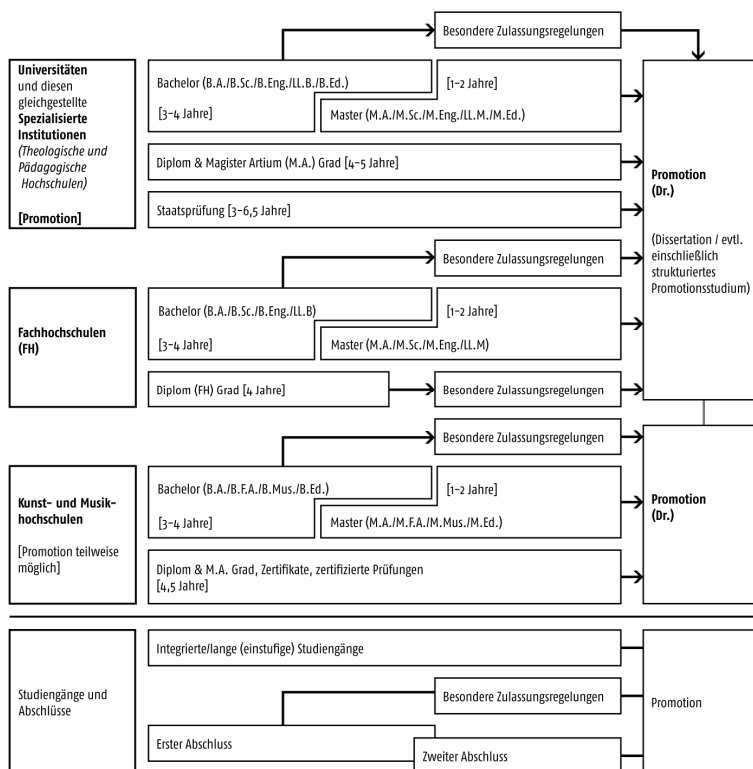 Besondere Zulassungsregelungen
Universitäten
und diesen
gleichgestellte
Spezialisierte
Institutionen
(Theologische und
Pädagogische
Hochschulen)
[Promotion]
Bachelor (B.A./B.Sc./B.Eng./LL.B./B.Ed.)
[3–4 Jahre]
[1–2 Jahre]
Master (M.A./M.Sc./M.Eng./LL.M./M.Ed.)
Diplom & Magister Artium (M.A.) Grad [4–5 Jahre]
Staatsprüfung [3–6,5 Jahre]
Promotion
(Dr.)
(Dissertation / evtl.
einschließlich
strukturiertes
Promotionsstudium)
Besondere Zulassungsregelungen
Fachhochschulen
(FH)
Bachelor (B.A./B.Sc./B.Eng./LL.B)
[3–4 Jahre]
[1–2 Jahre]
Master (M.A./M.Sc./M.Eng./LL.M)
Diplom (FH) Grad [4 Jahre]
Besondere Zulassungsregelungen
Besondere Zulassungsregelungen
Kunst- und Musik-
hochschulen
[Promotion teilweise
möglich]
Bachelor (B.A./B.F.A./B.Mus./B.Ed.)
[3–4 Jahre]
[1–2 Jahre]
Master (M.A./M.F.A./M.Mus./M.Ed.)
Diplom & M.A. Grad, Zertifikate, zertifizierte Prüfungen
[4,5 Jahre]
Promotion
(Dr.)
Studiengänge und
Abschlüsse
Integrierte/lange (einstufige) Studiengänge
Besondere Zulassungsregelungen
Erster Abschluss
Zweiter Abschluss
Promotion